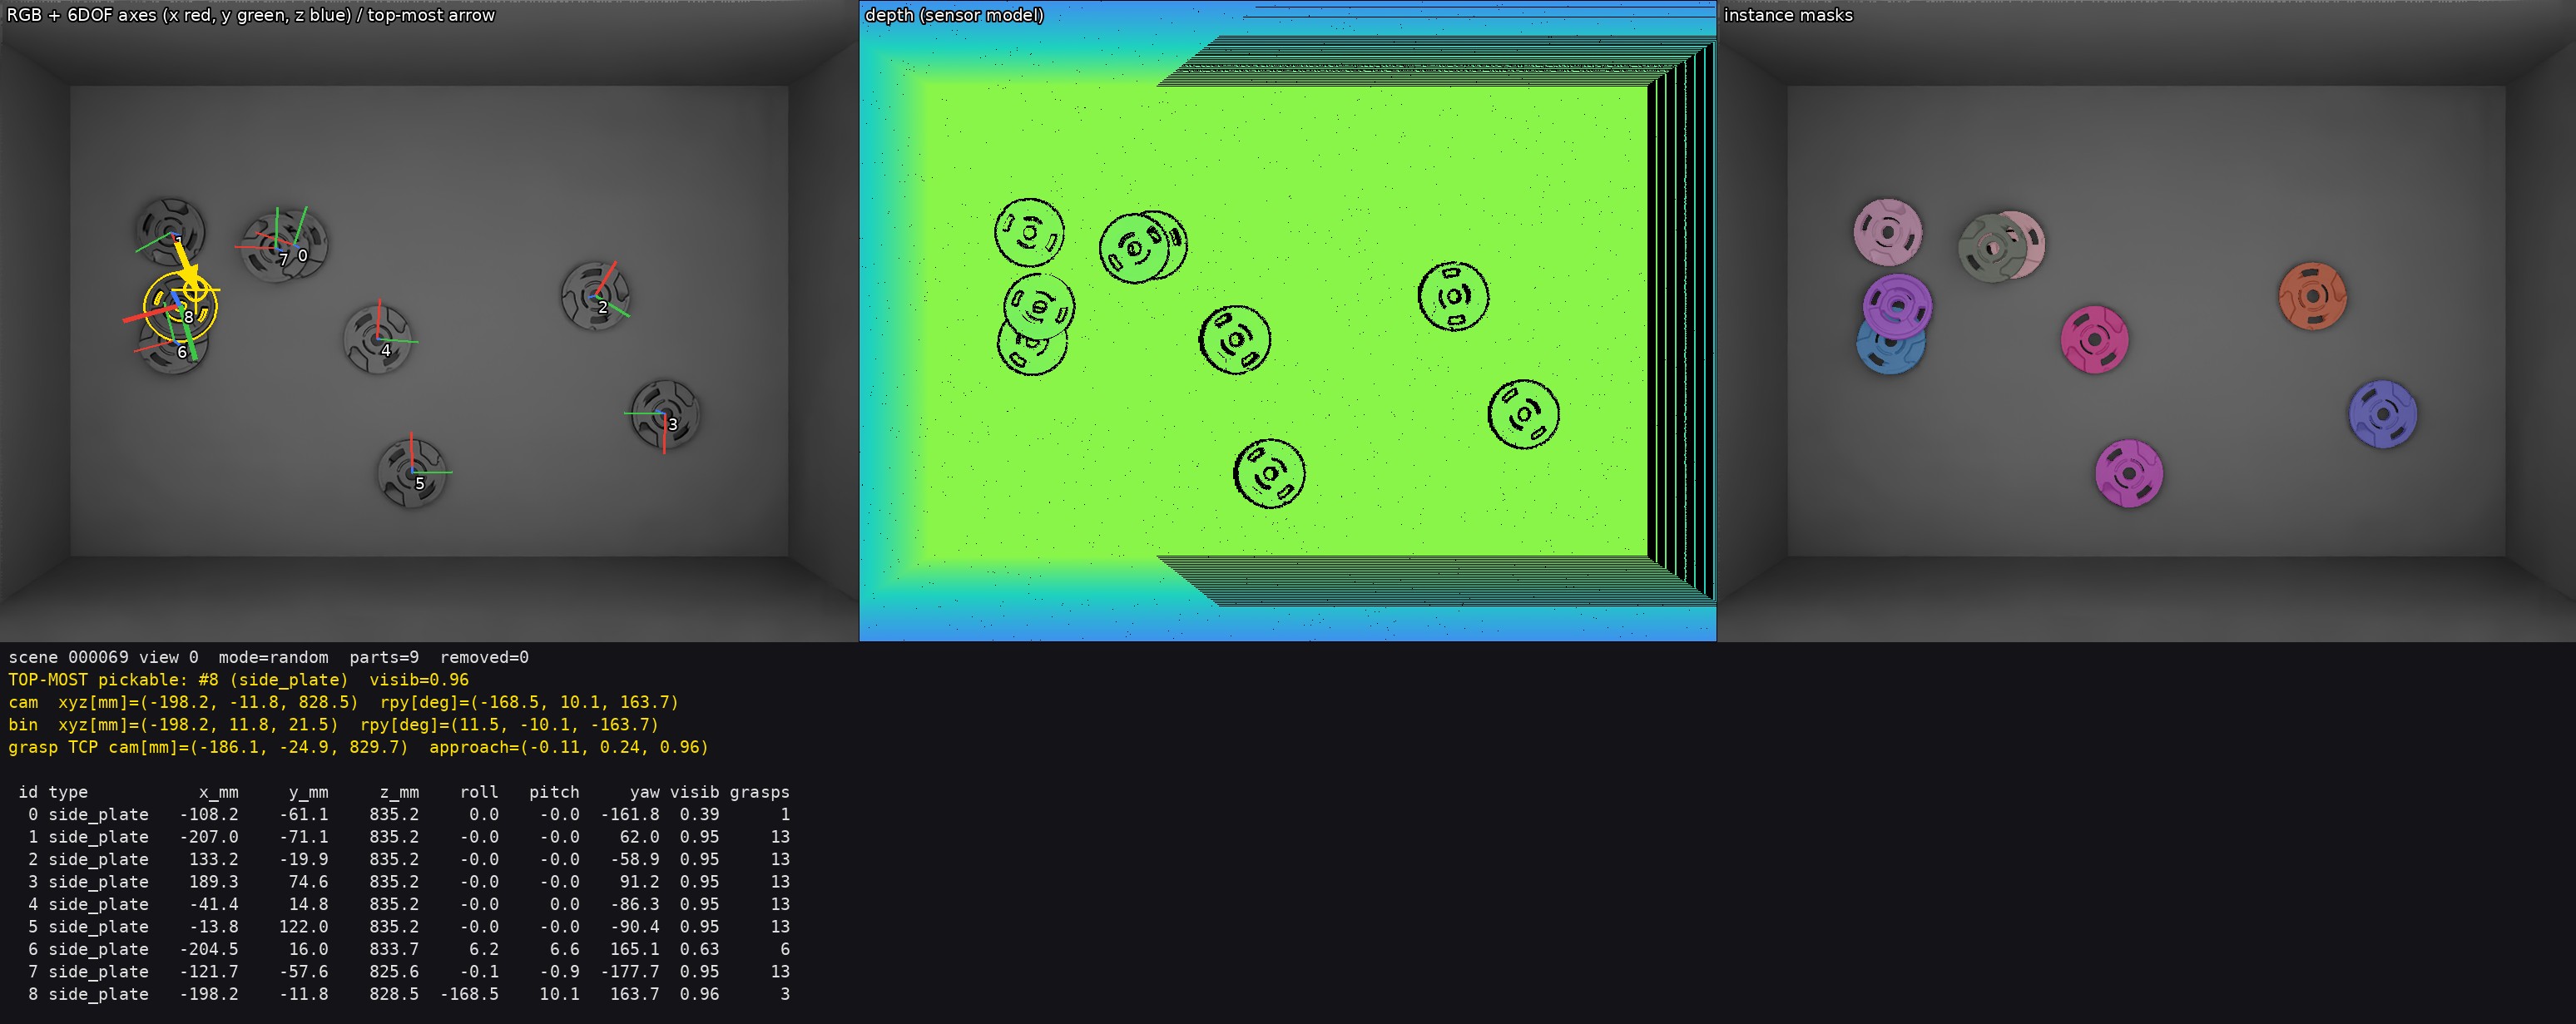 RGB + 6DOF axes (x red, y green, z blue) / top-most arrow
depth (sensor model)
instance masks
1
7 0
2
8
6
4
3
5
scene 000069 view 0 mode=random parts=9 removed=0
TOP-MOST pickable: #8 (side_plate) visib=0.96
cam xyz[mm]=(-198.2, -11.8, 828.5) rpy[deg]=(-168.5, 10.1, 163.7)
bin xyz[mm]=(-198.2, 11.8, 21.5) rpy[deg]=(11.5, -10.1, -163.7)
grasp TCP cam[mm]=(-186.1, -24.9, 829.7) approach=(-0.11, 0.24, 0.96)
id type x_mm y_mm z_mm roll pitch yaw visib grasps
0 side_plate -108.2 -61.1 835.2 0.0 -0.0 -161.8 0.39 1
1 side_plate -207.0 -71.1 835.2 -0.0 -0.0 62.0 0.95 13
2 side_plate 133.2 -19.9 835.2 -0.0 -0.0 -58.9 0.95 13
3 side_plate 189.3 74.6 835.2 -0.0 -0.0 91.2 0.95 13
4 side_plate -41.4 14.8 835.2 -0.0 0.0 -86.3 0.95 13
5 side_plate -13.8 122.0 835.2 -0.0 -0.0 -90.4 0.95 13
6 side_plate -204.5 16.0 833.7 6.2 6.6 165.1 0.63 6
7 side_plate -121.7 -57.6 825.6 -0.1 -0.9 -177.7 0.95 13
8 side_plate -198.2 -11.8 828.5 -168.5 10.1 163.7 0.96 3